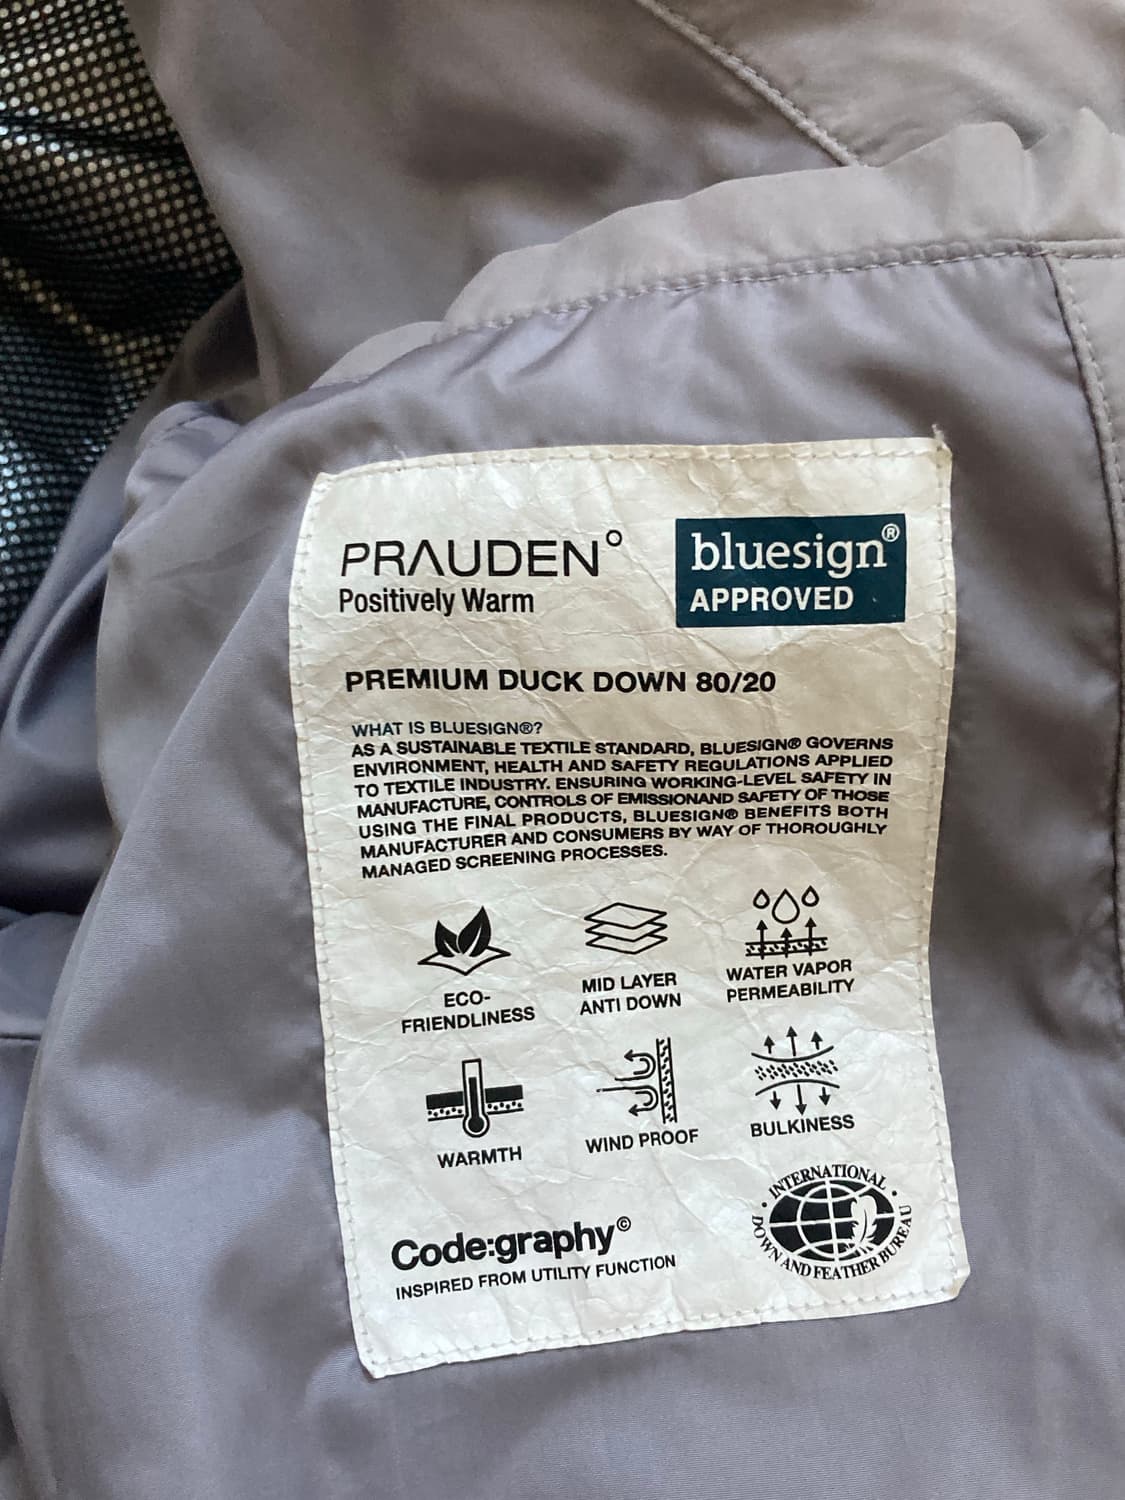 PRAUDEN°
Positively Warm
bluesign®
APPROVED
PREMIUM DUCK DOWN 80/20
WHAT IS BLUESIGN®?
AS A SUSTAINABLE TEXTILE STANDARD, BLUESIGN® GOVERNS
ENVIRONMENT, HEALTH AND SAFETY REGULATIONS APPLIED
TO TEXTILE INDUSTRY. ENSURING WORKING-LEVEL SAFETY IN
MANUFACTURE, CONTROLS OF EMISSIONAND SAFETY OF THOSE
USING THE FINAL PRODUCTS, BLUESIGN® BENEFITS BOTH
MANUFACTURER AND CONSUMERS BY WAY OF THOROUGHLY
MANAGED SCREENING PROCESSES.
ECO-
FRIENDLINESS
MID LAYER
ANTI DOWN
WATER VAPOR
PERMEABILITY
WARMTH
WIND PROOF
BULKINESS
Code:graphy©
INSPIRED FROM UTILITY FUNCTION
INTERNATIONAL
DOWN AND FEATHER BUREAU